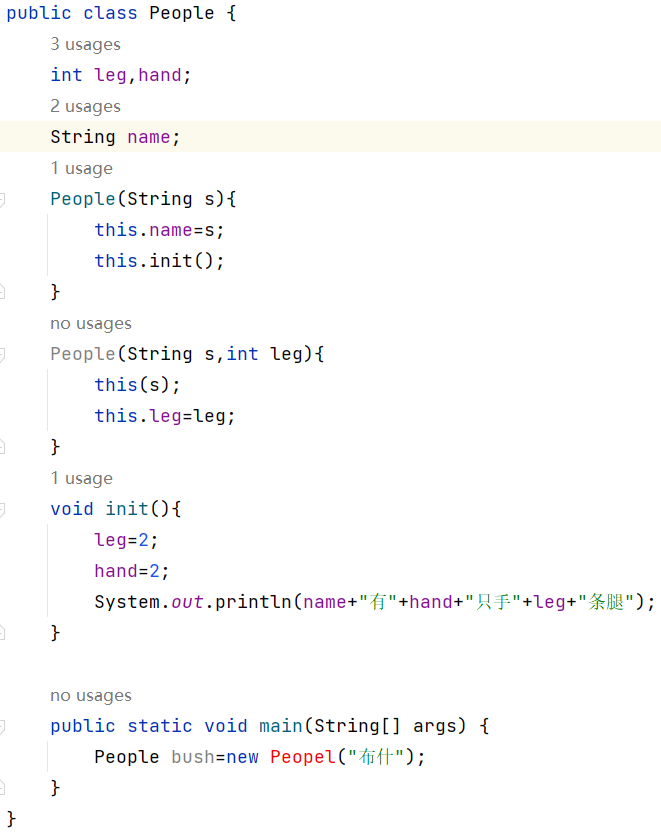 public class People {
3 usages
int leg,hand;
2 usages
String name;
1 usage
People(String s){
this.name=s;
this.init();
}
no usages
People(String s,int leg){
this(s);
this.leg=leg;
}
1 usage
void init(){
leg=2;
hand=2;
System.out.println(name+"有"+hand+"只手"+leg+"条腿");
}
no usages
public static void main(String[] args) {
People bush=new Peopel("布什");
}
}